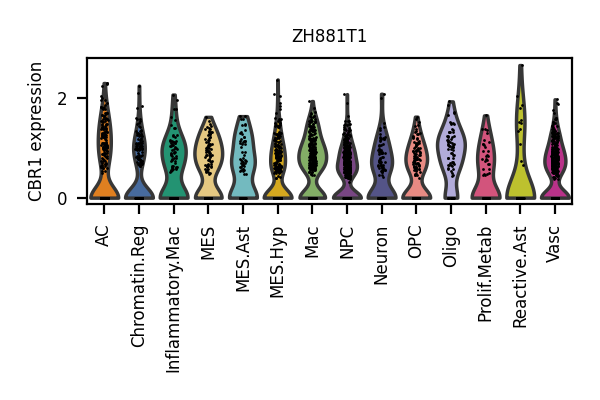 ZH881T1
CBR1 expression
2
0
AC
Chromatin.Reg
Inflammatory.Mac
MES
MES.Ast
MES.Hyp
Mac
NPC
Neuron
OPC
Oligo
Prolif.Metab
Reactive.Ast
Vasc